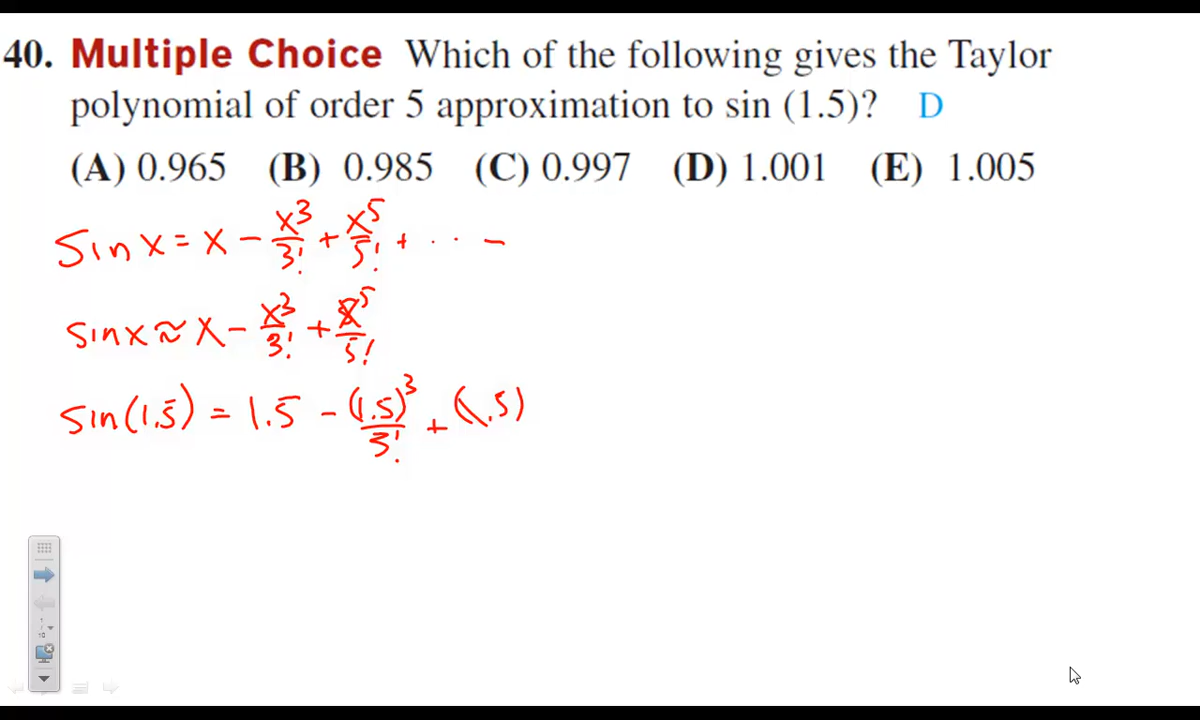 40. Multiple Choice Which of the following gives the Taylor
polynomial of order 5 approximation to sin (1.5)? D
(A) 0.965 (B) 0.985 (C) 0.997 (D) 1.001 (E) 1.005
sin x = x - x³/3! + x⁵/5! + · · · -
sin x ≈ x - x³/3! + x⁵/5!
sin(1.5) = 1.5 - (1.5)³/3! + (1.5)